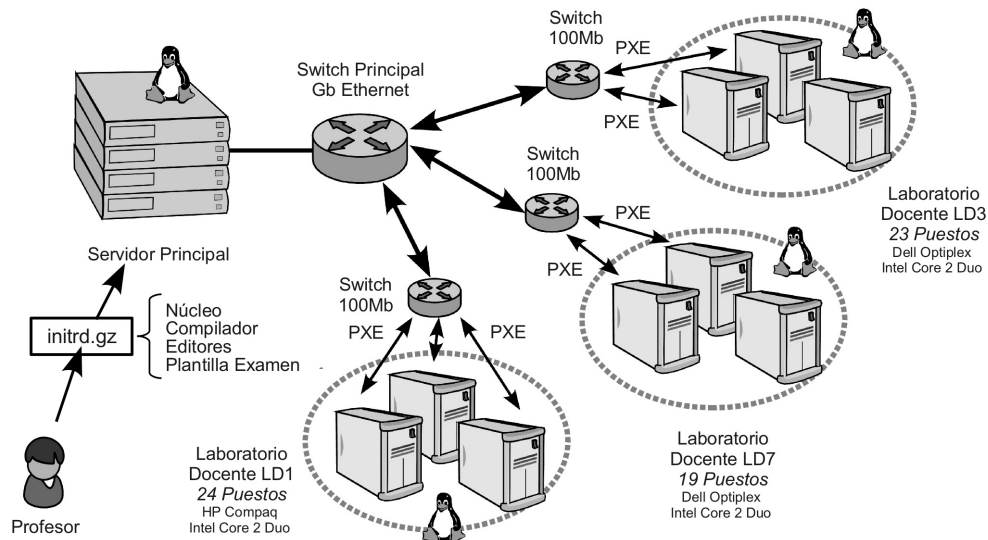 Switch
100Mb
PXE
PXE
Switch Principal
Gb Ethernet
Switch
100Mb
PXE
PXE
Laboratorio
Docente LD3
23 Puestos
Dell Optiplex
Intel Core 2 Duo
Servidor Principal
initrd.gz
Núcleo
Compilador
Editores
Plantilla Examen
Switch
100Mb
PXE
PXE
Laboratorio
Docente LD1
24 Puestos
HP Compaq
Intel Core 2 Duo
Laboratorio
Docente LD7
19 Puestos
Dell Optiplex
Intel Core 2 Duo
Profesor